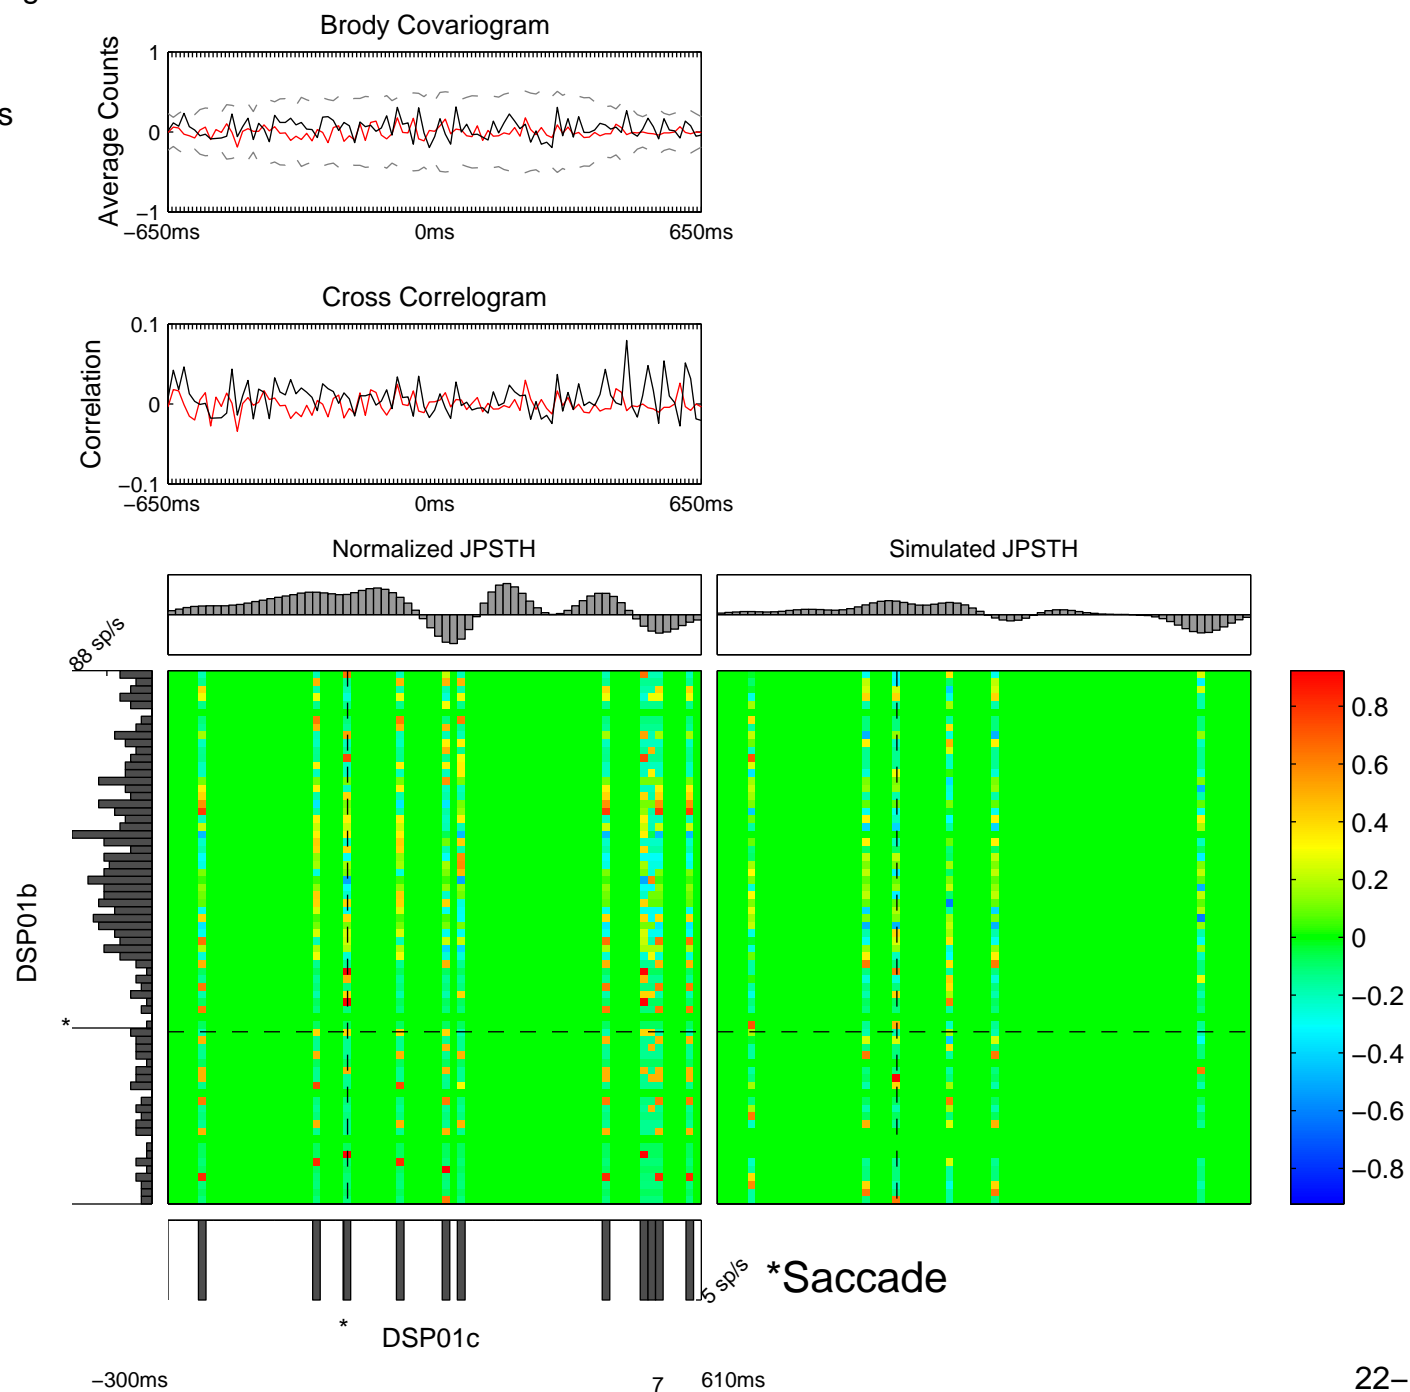 g
Brody Covariogram
s
Average Counts
1
0
−1
−650ms 0ms 650ms
Cross Correlogram
Correlation
0.1
0
−0.1
−650ms 0ms 650ms
Normalized JPSTH Simulated JPSTH
88 sp/s
DSP01b
*
0.8
0.6
0.4
0.2
0
−0.2
−0.4
−0.6
−0.8
5 sp/s
*Saccade
*
DSP01c
−300ms 7 610ms 22−